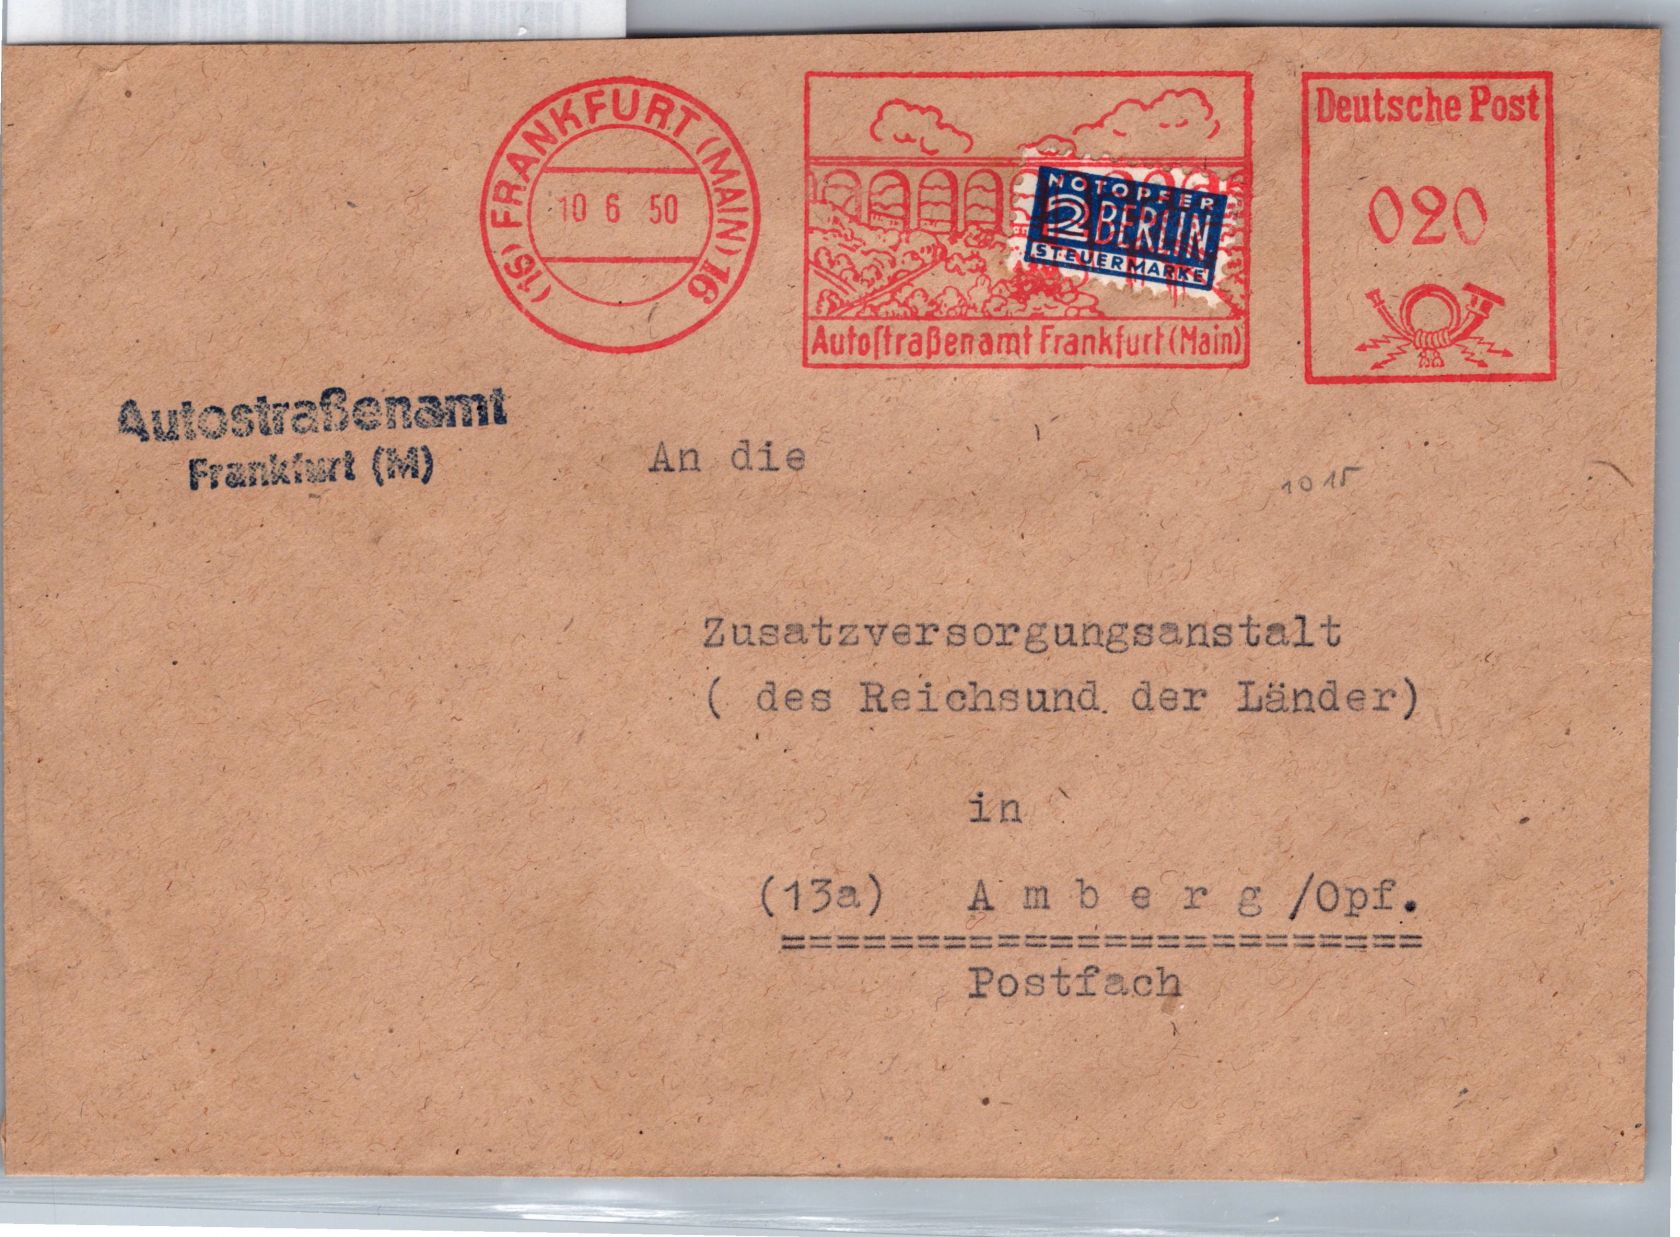 (16) FRANKFURT (MAIN) 16
10 6 50
NOTOPFER
2 BERLIN
STEUERMARKE
Autostraßenamt Frankfurt (Main)
Deutsche Post
020
Autostraßenamt
Frankfurt (M)
An die
1015
Zusatzversorgungsanstalt
( des Reichsund. der Länder)
in
(13a) A m b e r g /Opf.
========================
Postfach